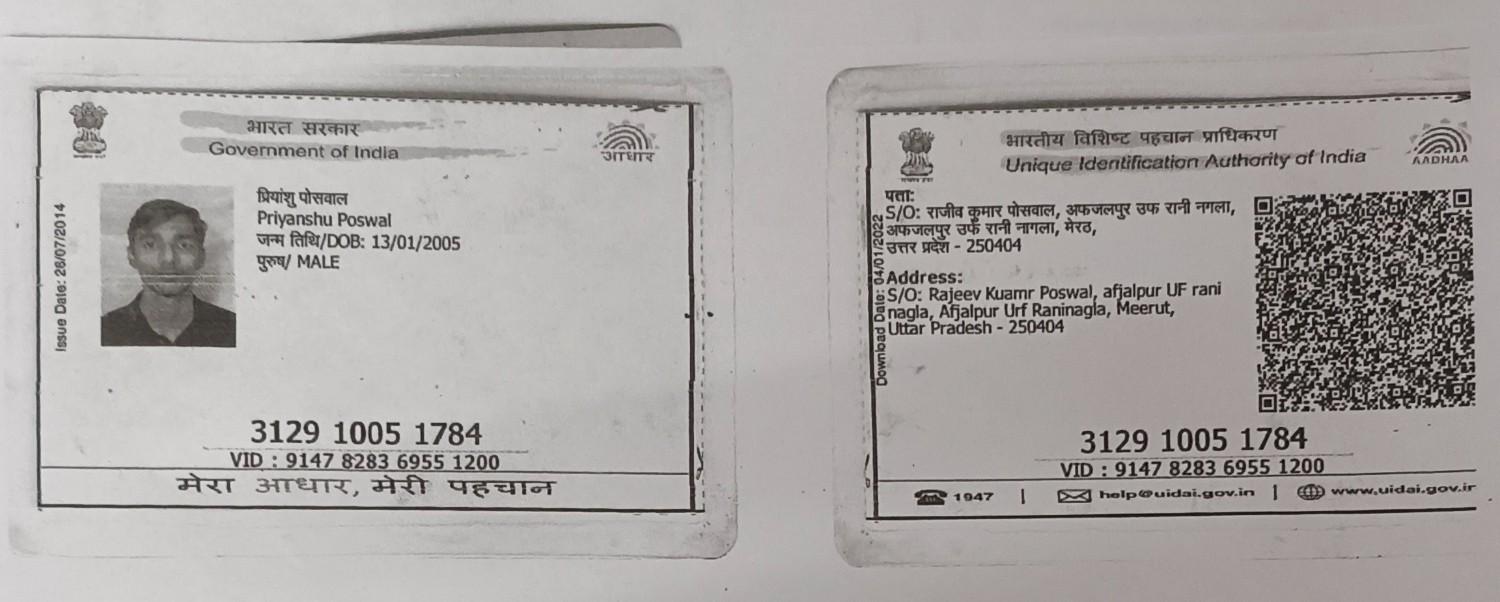 भारत सरकार
Government of India
आधार
Issue Date: 26/07/2014
प्रियांशु पोसवाल
Priyanshu Poswal
जन्म तिथि/DOB: 13/01/2005
पुरुष/ MALE
3129 1005 1784
VID : 9147 8283 6955 1200
मेरा आधार, मेरी पहचान
भारतीय विशिष्ट पहचान प्राधिकरण
Unique Identification Authority of India
AADHAA
Download Date: 04/01/2022
पता:
S/O: राजीव कुमार पोसवाल, अफजलपुर उफ रानी नगला,
अफजलपुर उर्फ रानी नागला, मेरठ,
उत्तर प्रदेश - 250404
Address:
S/O: Rajeev Kuamr Poswal, afjalpur UF rani
nagla, Afjalpur Urf Raninagla, Meerut,
Uttar Pradesh - 250404
3129 1005 1784
VID : 9147 8283 6955 1200
1947 | help@uidai.gov.in | www.uidai.gov.ir